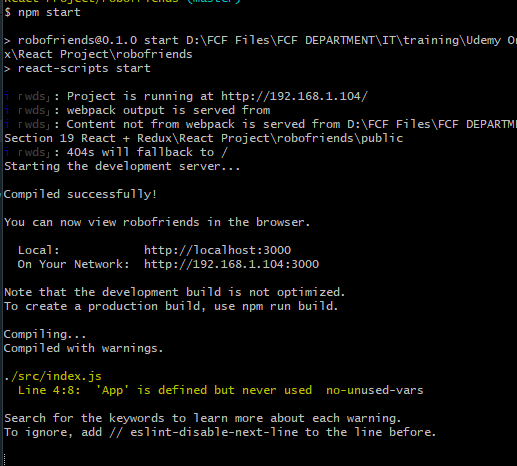 React Project/robofriends (master)
$ npm start
> robofriends@0.1.0 start D:\FCF Files\FCF DEPARTMENT\IT\training\Udemy On
x\React Project\robofriends
> react-scripts start
: Project is running at http://192.168.1.104/
: webpack output is served from
: Content not from webpack is served from D:\FCF Files\FCF DEPARTM
Section 19 React + Redux\React Project\robofriends\public
: 404s will fallback to /
Starting the development server...
Compiled successfully!
You can now view robofriends in the browser.
Local: http://localhost:3000
On Your Network: http://192.168.1.104:3000
Note that the development build is not optimized.
To create a production build, use npm run build.
Compiling...
Compiled with warnings.
./src/index.js
Line 4:8: 'App' is defined but never used no-unused-vars
Search for the keywords to learn more about each warning.
To ignore, add // eslint-disable-next-line to the line before.